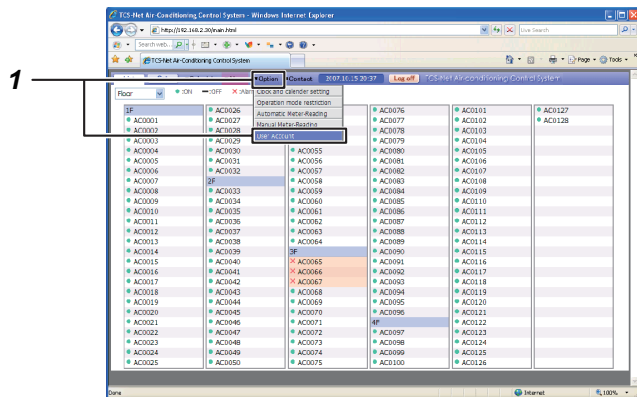 TCS-Net Air-Conditioning Control System - Windows Internet Explorer
http://192.168.2.30/main.html Live Search
Search web...
TCS-Net Air-Conditioning Control System Page Tools
1
Option Contact 2007.10.15 20:37 Log off TCS-Net Air-conditioning Control System
Floor :ON :OFF Clock and calender setting
Operation mode restriction
Automatic Meter-Reading
Manual Meter-Reading
User Account
1F AC0026 AC0076 AC0101 AC0127
AC0001 AC0027 AC0077 AC0102 AC0128
AC0002 AC0028 AC0078 AC0103
AC0003 AC0029 AC0079 AC0104
AC0004 AC0030 AC0055 AC0080 AC0105
AC0005 AC0031 AC0056 AC0081 AC0106
AC0006 AC0032 AC0057 AC0082 AC0107
AC0007 2F AC0058 AC0083 AC0108
AC0008 AC0033 AC0059 AC0084 AC0109
AC0009 AC0034 AC0060 AC0085 AC0110
AC0010 AC0035 AC0061 AC0086 AC0111
AC0011 AC0036 AC0062 AC0087 AC0112
AC0012 AC0037 AC0063 AC0088 AC0113
AC0013 AC0038 AC0064 AC0089 AC0114
AC0014 AC0039 3F AC0090 AC0115
AC0015 AC0040 AC0065 AC0091 AC0116
AC0016 AC0041 AC0066 AC0092 AC0117
AC0017 AC0042 AC0067 AC0093 AC0118
AC0018 AC0043 AC0068 AC0094 AC0119
AC0019 AC0044 AC0069 AC0095 AC0120
AC0020 AC0045 AC0070 AC0096 AC0121
AC0021 AC0046 AC0071 4F AC0122
AC0022 AC0047 AC0072 AC0097 AC0123
AC0023 AC0048 AC0073 AC0098 AC0124
AC0024 AC0049 AC0074 AC0099 AC0125
AC0025 AC0050 AC0075 AC0100 AC0126
Done Internet 100%